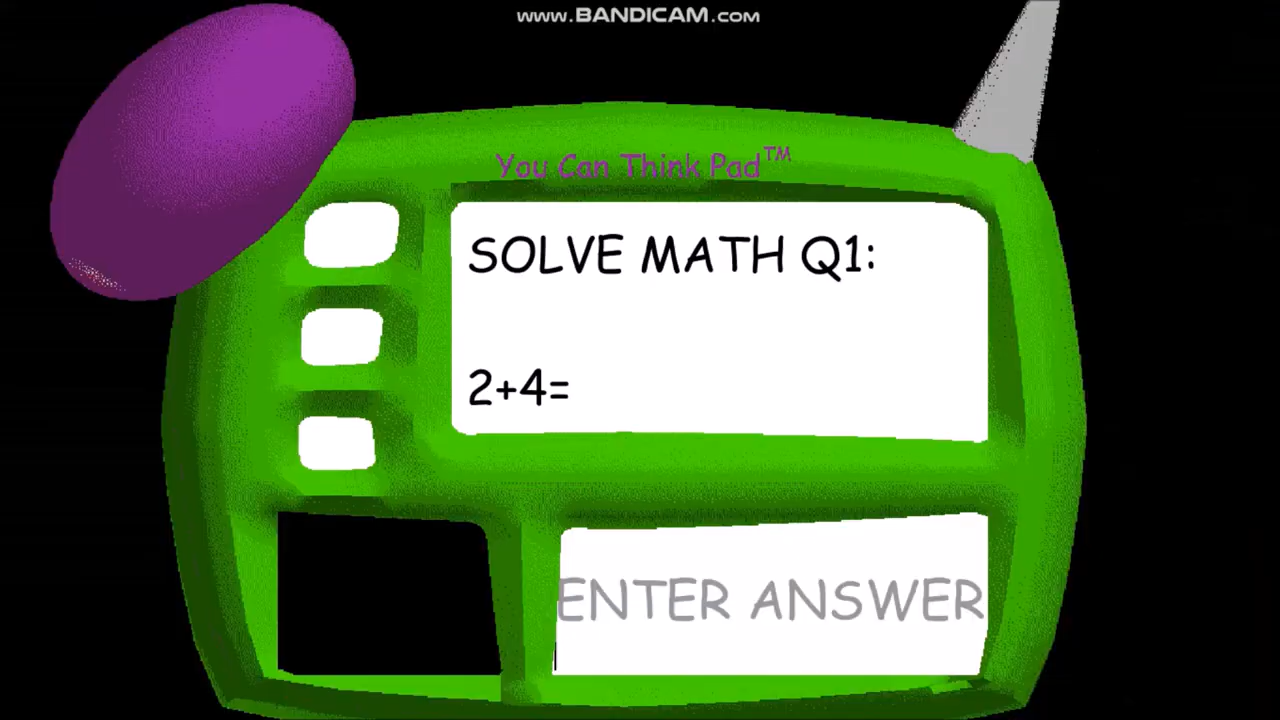 www.BANDICAM.com
You Can Think Pad™
SOLVE MATH Q1:
2+4=
ENTER ANSWER